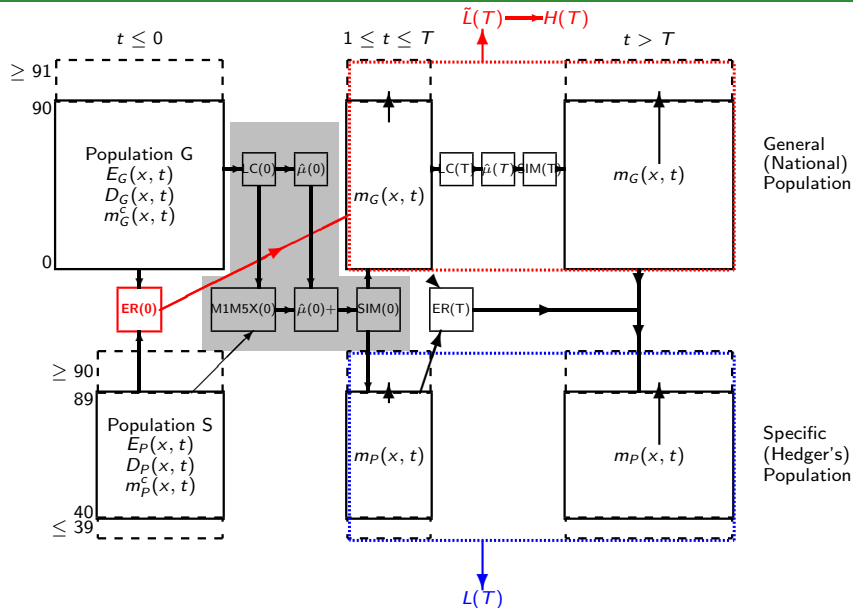 L̃(T) H(T)
t ≤ 0 1 ≤ t ≤ T t > T
≥ 91
90
Population G
E_G(x, t)
D_G(x, t)
m_G^c(x, t)
LC(0) μ̂(0)
m_G(x, t)
LC(T) μ̂(T) SIM(T)
m_G(x, t)
General
(National)
Population
0
ER(0) M1M5X(0) μ̂(0)+ SIM(0) ER(T)
≥ 90
89
Population S
E_P(x, t)
D_P(x, t)
m_P^c(x, t)
m_P(x, t)
m_P(x, t)
Specific
(Hedger's)
Population
40
≤ 39
L(T)